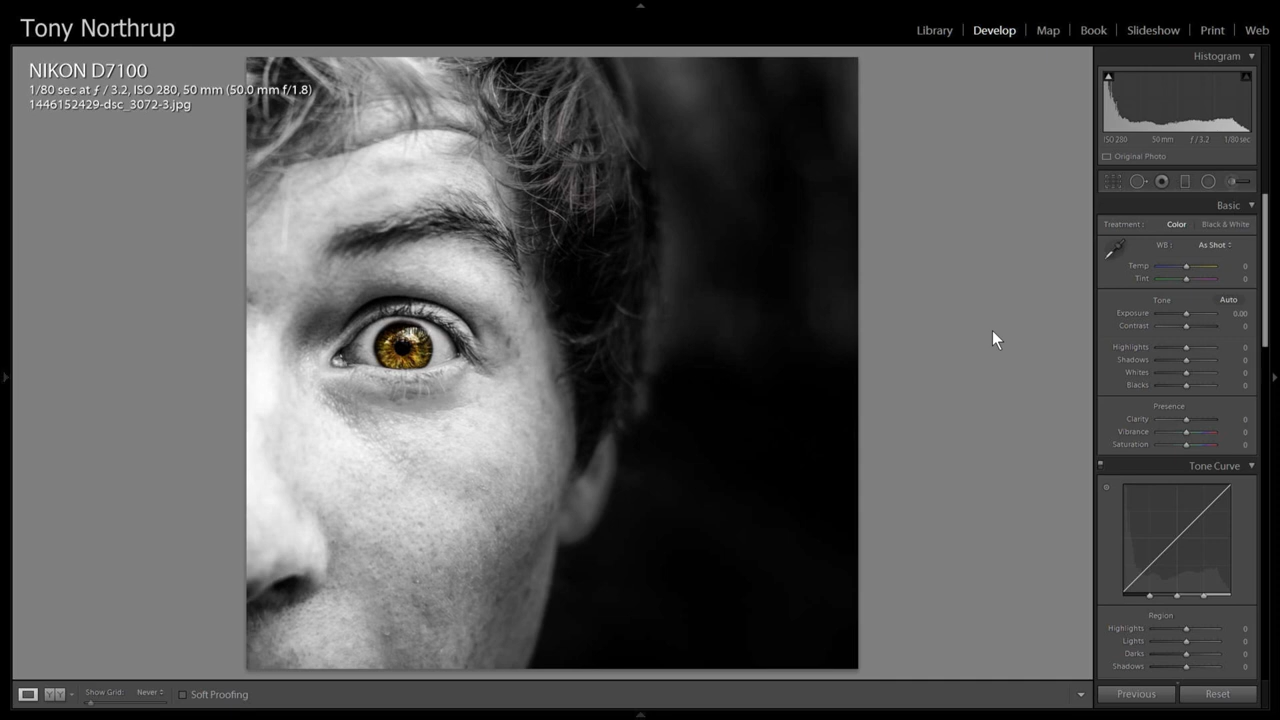 Tony Northrup
Library | Develop | Map | Book | Slideshow | Print | Web
NIKON D7100
1/80 sec at ƒ / 3.2, ISO 280, 50 mm (50.0 mm f/1.8)
1446152429-dsc_3072-3.jpg
Histogram
ISO 280 50 mm ƒ / 3.2 1/80 sec
Original Photo
Basic
Treatment : Color Black & White
WB : As Shot
Temp 0
Tint 0
Tone Auto
Exposure 0.00
Contrast 0
Highlights 0
Shadows 0
Whites 0
Blacks 0
Presence
Clarity 0
Vibrance 0
Saturation 0
Tone Curve
Region
Highlights 0
Lights 0
Darks 0
Shadows 0
Show Grid: Never Soft Proofing
Previous Reset